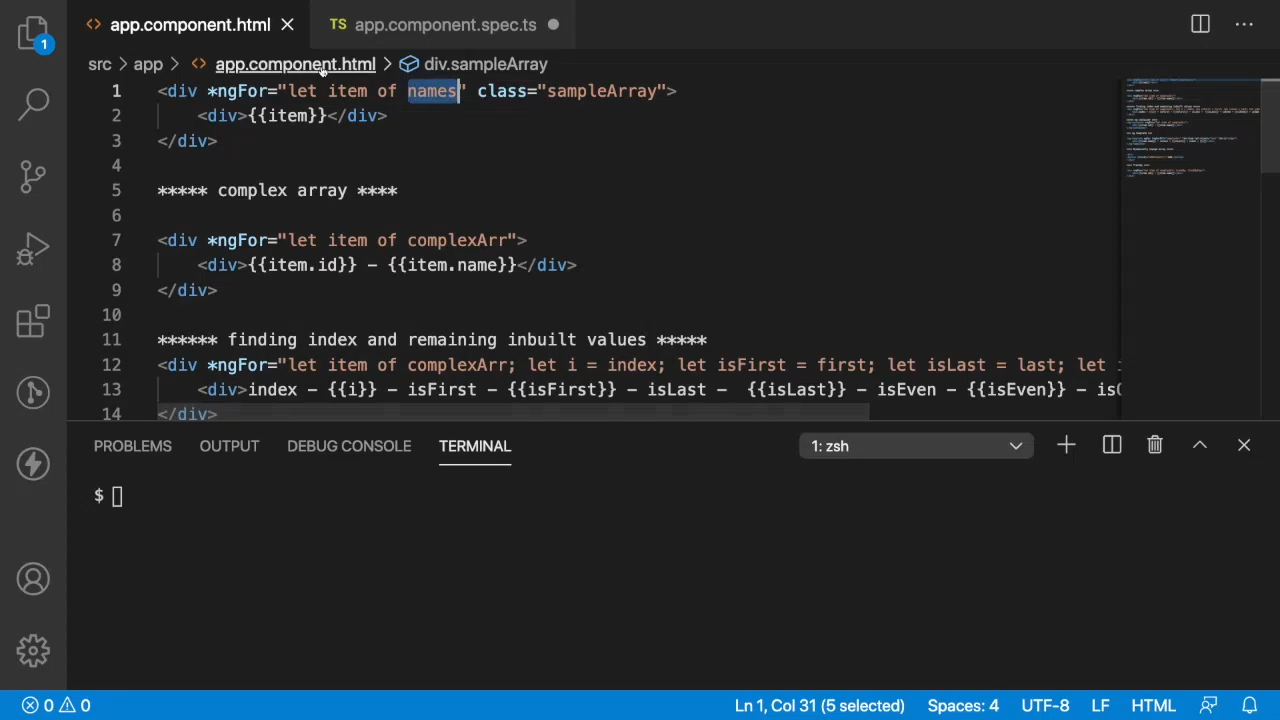 app.component.html
TS app.component.spec.ts
1
src > app > <> app.component.html > div.sampleArray
1 <div *ngFor="let item of names" class="sampleArray">
2 <div>{{item}}</div>
3 </div>
4
5 ***** complex array ****
6
7 <div *ngFor="let item of complexArr">
8 <div>{{item.id}} - {{item.name}}</div>
9 </div>
10
11 ****** finding index and remaining inbuilt values *****
12 <div *ngFor="let item of complexArr; let i = index; let isFirst = first; let isLast = last; let
13 <div>index - {{i}} - isFirst - {{isFirst}} - isLast -  {{isLast}} - isEven - {{isEven}} - is
14 </div>
PROBLEMS OUTPUT DEBUG CONSOLE TERMINAL 1: zsh
$
0 0 Ln 1, Col 31 (5 selected) Spaces: 4 UTF-8 LF HTML